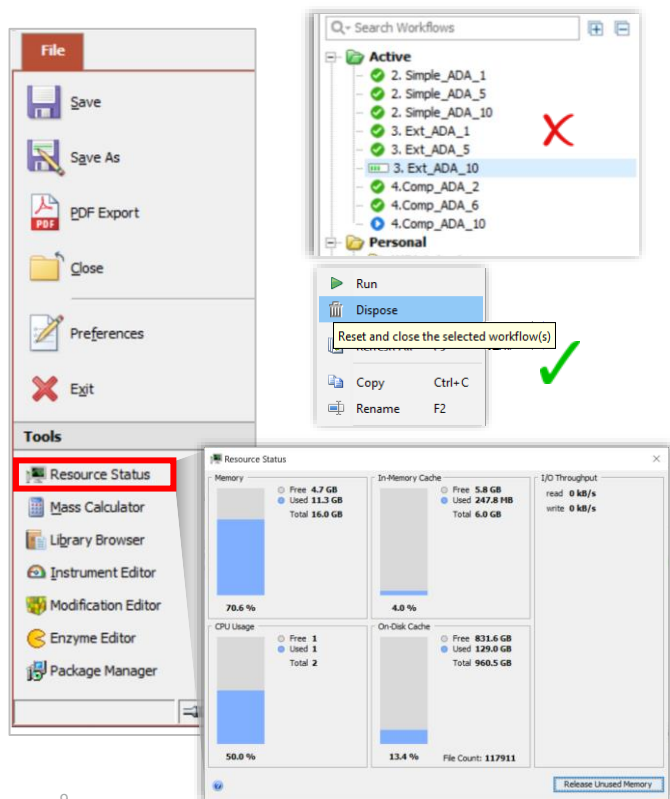 File
Save
Save As
PDF
PDF Export
Close
Preferences
Exit
Tools
Resource Status
Mass Calculator
Library Browser
Instrument Editor
Modification Editor
Enzyme Editor
Package Manager
Search Workflows
Active
2. Simple_ADA_1
2. Simple_ADA_5
2. Simple_ADA_10
3. Ext_ADA_1
3. Ext_ADA_5
3. Ext_ADA_10
4.Comp_ADA_2
4.Comp_ADA_6
4.Comp_ADA_10
Personal
Run
Dispose
Reset and close the selected workflow(s)
Copy Ctrl+C
Rename F2
Resource Status
Memory
Free 4.7 GB
Used 11.3 GB
Total 16.0 GB
70.6 %
In-Memory Cache
Free 5.8 GB
Used 247.8 MB
Total 6.0 GB
4.0 %
I/O Throughput
read 0 kB/s
write 0 kB/s
CPU Usage
Free 1
Used 1
Total 2
50.0 %
On-Disk Cache
Free 831.6 GB
Used 129.0 GB
Total 960.5 GB
13.4 % File Count: 117911
Release Unused Memory